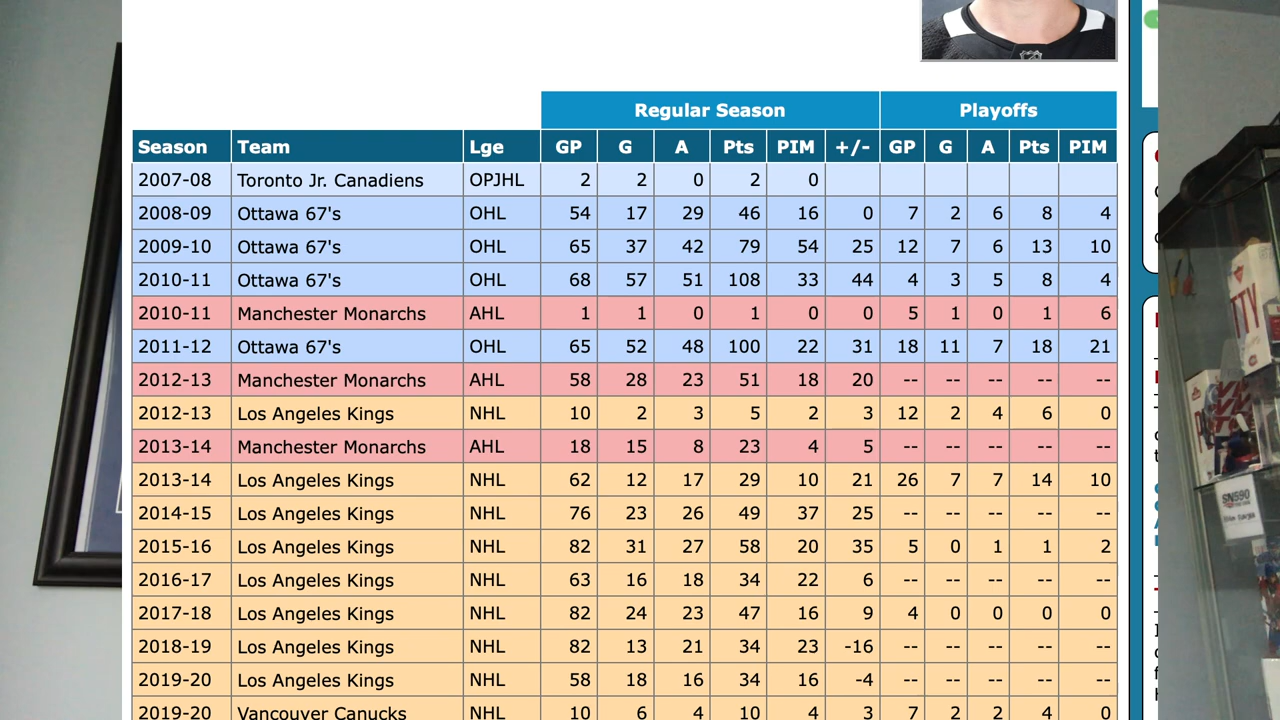 Regular Season Playoffs
Season Team Lge GP G A Pts PIM +/- GP G A Pts PIM
2007-08 Toronto Jr. Canadiens OPJHL 2 2 0 2 0
2008-09 Ottawa 67's OHL 54 17 29 46 16 0 7 2 6 8 4
2009-10 Ottawa 67's OHL 65 37 42 79 54 25 12 7 6 13 10
2010-11 Ottawa 67's OHL 68 57 51 108 33 44 4 3 5 8 4
2010-11 Manchester Monarchs AHL 1 1 0 1 0 0 5 1 0 1 6
2011-12 Ottawa 67's OHL 65 52 48 100 22 31 18 11 7 18 21
2012-13 Manchester Monarchs AHL 58 28 23 51 18 20 -- -- -- -- --
2012-13 Los Angeles Kings NHL 10 2 3 5 2 3 12 2 4 6 0
2013-14 Manchester Monarchs AHL 18 15 8 23 4 5 -- -- -- -- --
2013-14 Los Angeles Kings NHL 62 12 17 29 10 21 26 7 7 14 10
2014-15 Los Angeles Kings NHL 76 23 26 49 37 25 -- -- -- -- --
2015-16 Los Angeles Kings NHL 82 31 27 58 20 35 5 0 1 1 2
2016-17 Los Angeles Kings NHL 63 16 18 34 22 6 -- -- -- -- --
2017-18 Los Angeles Kings NHL 82 24 23 47 16 9 4 0 0 0 0
2018-19 Los Angeles Kings NHL 82 13 21 34 23 -16 -- -- -- -- --
2019-20 Los Angeles Kings NHL 58 18 16 34 16 -4 -- -- -- -- --
2019-20 Vancouver Canucks NHL 10 6 4 10 4 3 7 2 2 4 0
TTY
SN590